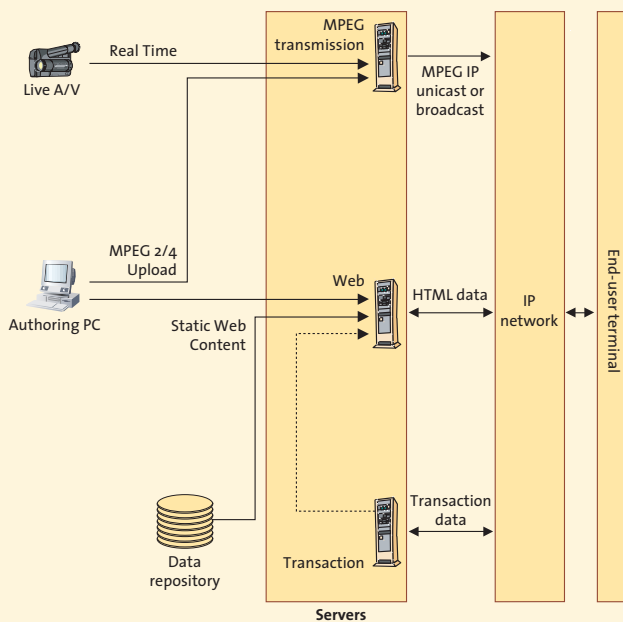 MPEG
transmission
Real Time
Live A/V
MPEG IP
unicast or
broadcast
MPEG 2/4
Upload
Authoring PC
Static Web
Content
Web
HTML data
IP
network
End-user terminal
Data
repository
Transaction
Transaction
data
Servers